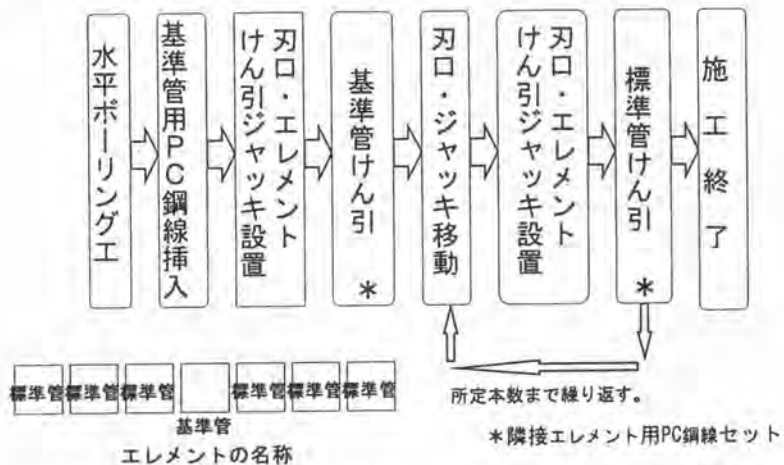 水平ボーリング工
基準管用PC鋼線挿入
刃口・エレメント
けん引ジャッキ設置
基準管けん引 *
刃口・ジャッキ移動
刃口・エレメント
けん引ジャッキ設置
標準管けん引 *
施工終了
所定本数まで繰り返す。
標準管 標準管 標準管 標準管 標準管 標準管
基準管
エレメントの名称
*隣接エレメント用PC鋼線セット